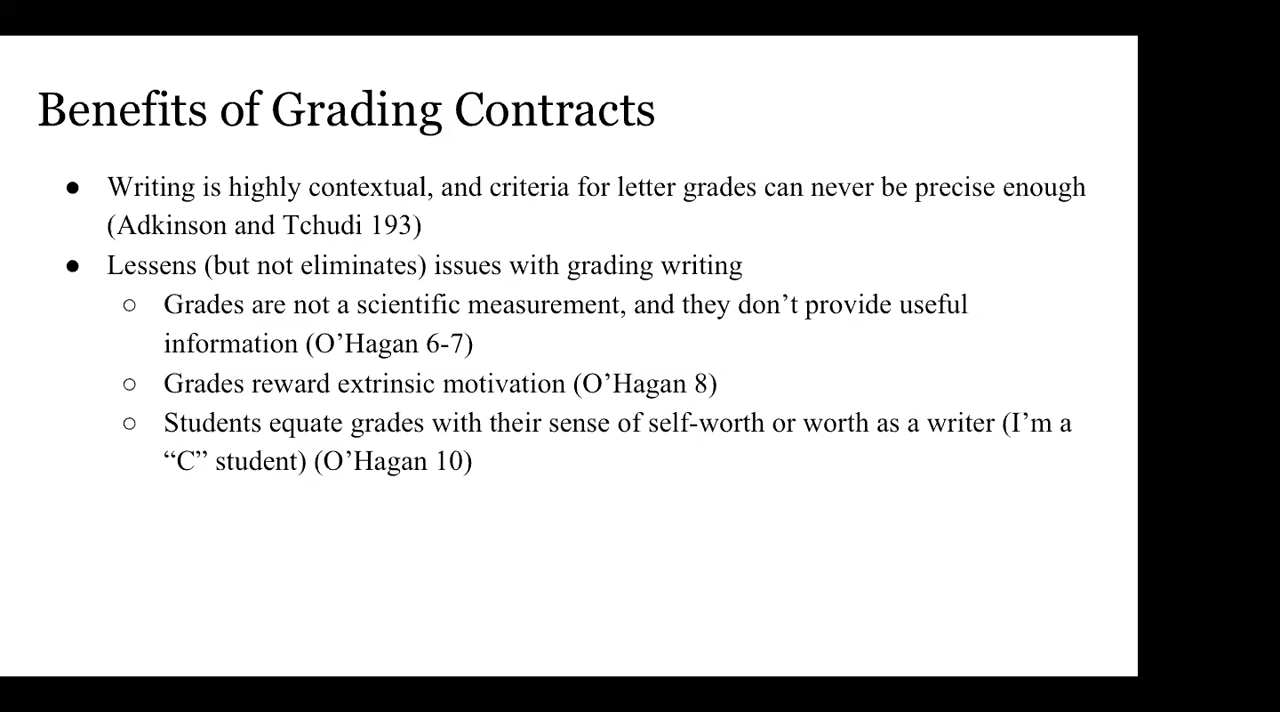 Benefits of Grading Contracts
● Writing is highly contextual, and criteria for letter grades can never be precise enough
(Adkinson and Tchudi 193)
● Lessens (but not eliminates) issues with grading writing
○ Grades are not a scientific measurement, and they don’t provide useful
information (O’Hagan 6-7)
○ Grades reward extrinsic motivation (O’Hagan 8)
○ Students equate grades with their sense of self-worth or worth as a writer (I’m a
“C” student) (O’Hagan 10)